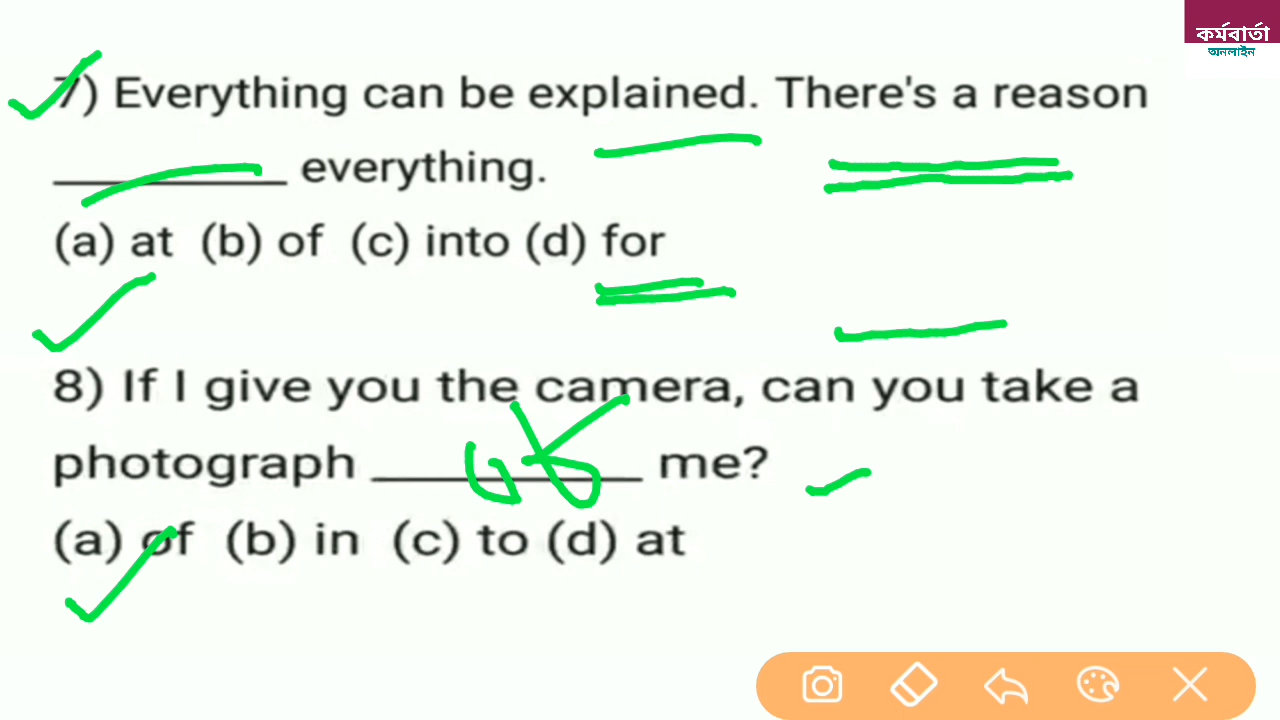 কর্মবার্তা
অনলাইন
7) Everything can be explained. There's a reason
__________ everything.
(a) at (b) of (c) into (d) for
8) If I give you the camera, can you take a
photograph ____________ me?
(a) of (b) in (c) to (d) at